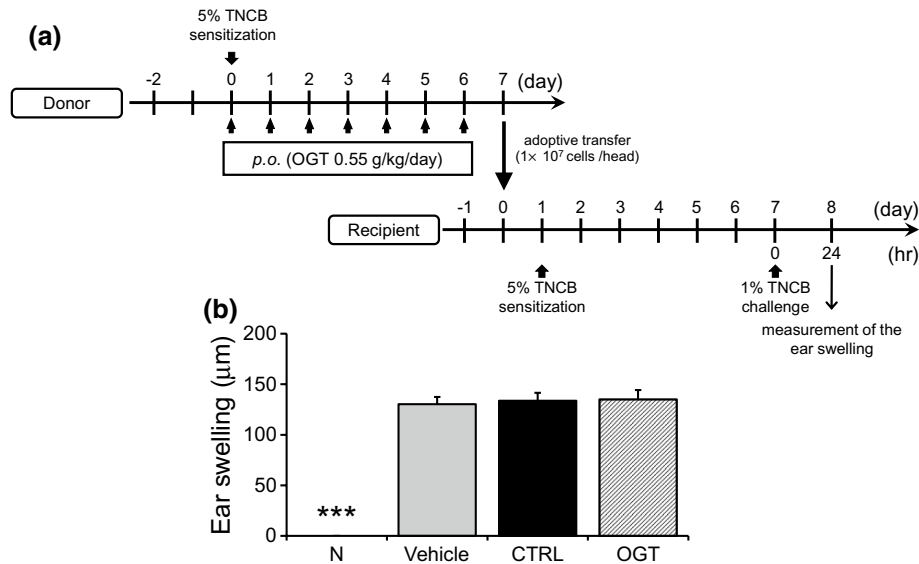 (a)
5% TNCB
sensitization
-2 0 1 2 3 4 5 6 7 (day)
Donor
p.o. (OGT 0.55 g/kg/day)
adoptive transfer
(1× 10⁷ cells /head)
-1 0 1 2 3 4 5 6 7 8 (day)
Recipient
0 24 (hr)
5% TNCB
sensitization
1% TNCB
challenge
measurement of the
ear swelling
(b)
Ear swelling (μm)
200
150
100
50
0
***
N Vehicle CTRL OGT